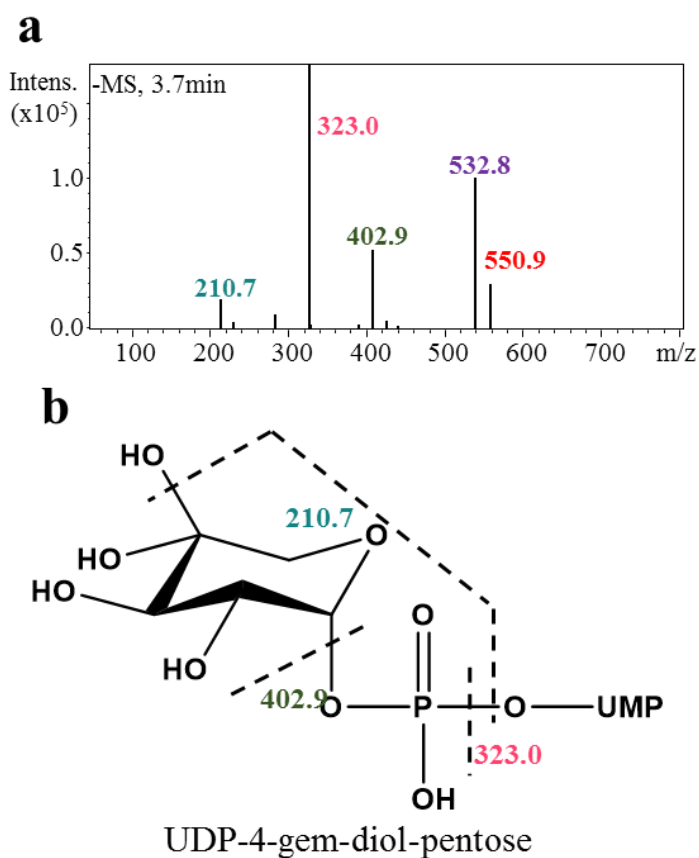 a
Intens.
(x10⁵)
-MS, 3.7min
323.0
1.0
532.8
402.9
0.5
550.9
210.7
0.0
100 200 300 400 500 600 700 m/z
b
HO
210.7
O
HO
HO
O
HO
402.9
O P O UMP
323.0
OH
UDP-4-gem-diol-pentose